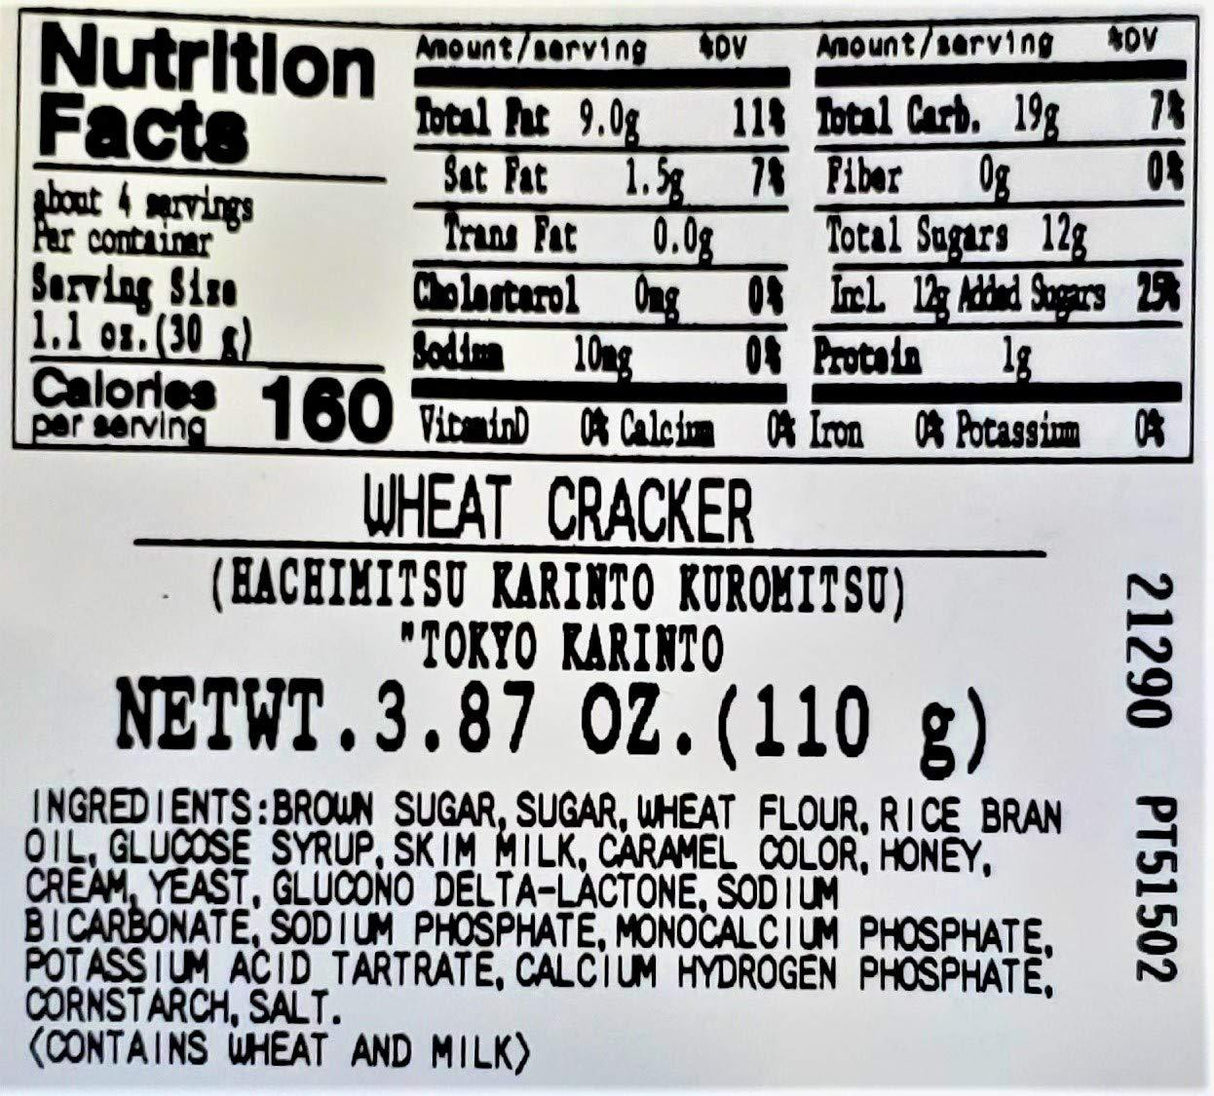 Nutrition
Facts
about 4 servings
Per container
Serving Size
1.1 oz.(30 g)
Calories
per serving 160
Amount/serving %DV
Total Fat 9.0g 11%
Sat Fat 1.5g 7%
Trans Fat 0.0g
Cholesterol 0mg 0%
Sodium 10mg 0%
Amount/serving %DV
Total Carb. 19g 7%
Fiber 0g 0%
Total Sugars 12g
Incl. 12g Added Sugars 25%
Protein 1g
VitaminD 0% Calcium 0% Iron 0% Potassium 0%
WHEAT CRACKER
(HACHIMITSU KARINTO KUROMITSU)
"TOKYO KARINTO
NETWT.3.87 OZ.(110 g)
INGREDIENTS:BROWN SUGAR, SUGAR, WHEAT FLOUR, RICE BRAN
OIL, GLUCOSE SYRUP, SKIM MILK, CARAMEL COLOR, HONEY,
CREAM, YEAST, GLUCONO DELTA-LACTONE, SODIUM
BICARBONATE, SODIUM PHOSPHATE, MONOCALCIUM PHOSPHATE,
POTASSIUM ACID TARTRATE, CALCIUM HYDROGEN PHOSPHATE,
CORNSTARCH, SALT.
<CONTAINS WHEAT AND MILK>
21290 PT51502